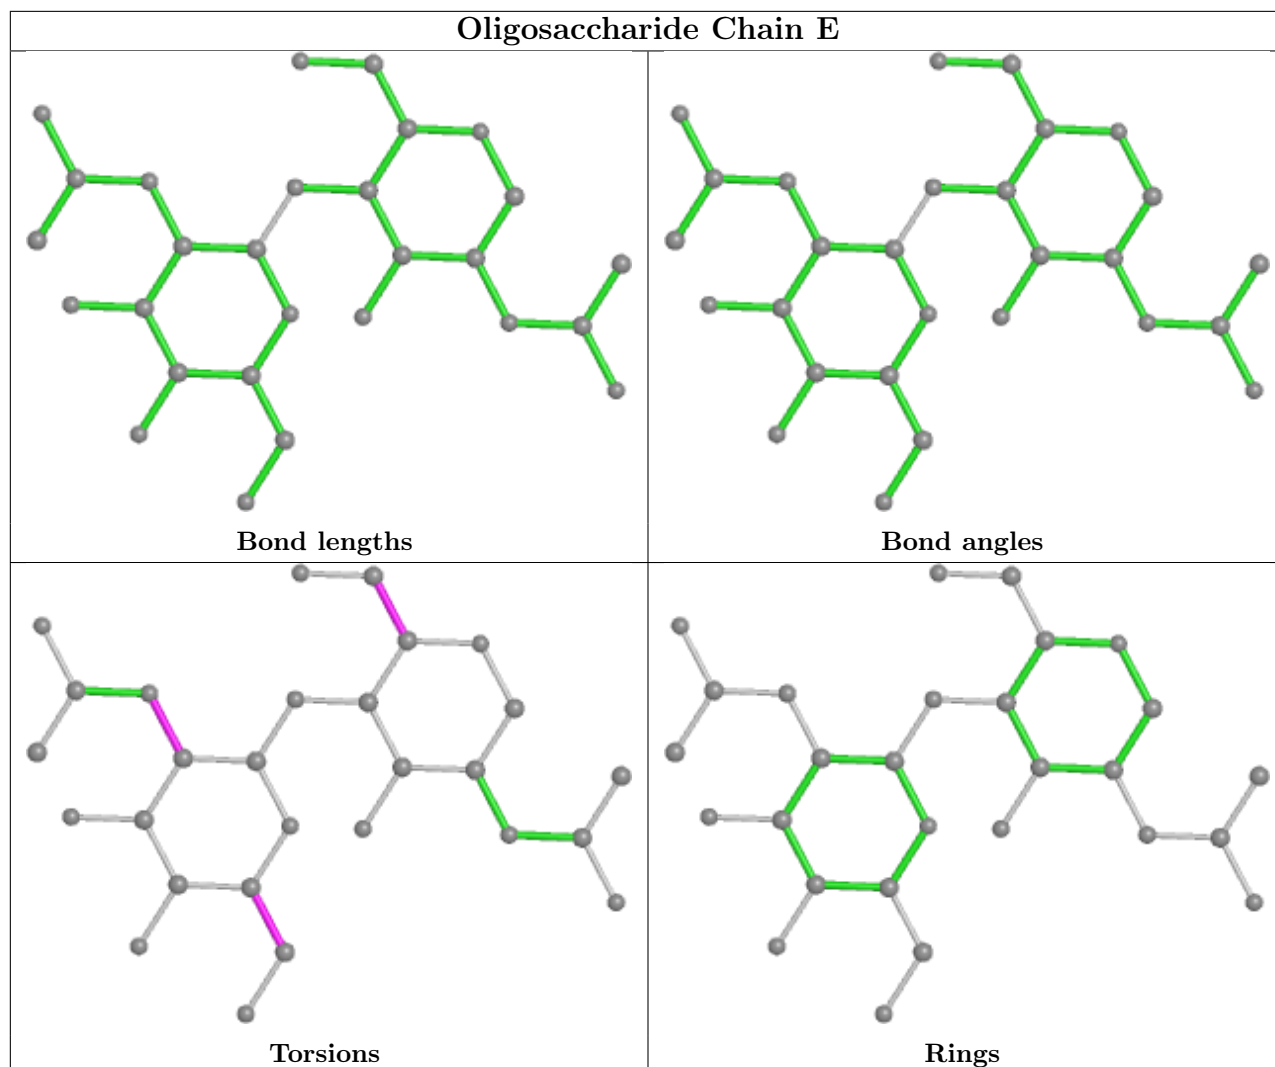 Oligosaccharide Chain E
Bond lengths
Bond angles
Torsions
Rings